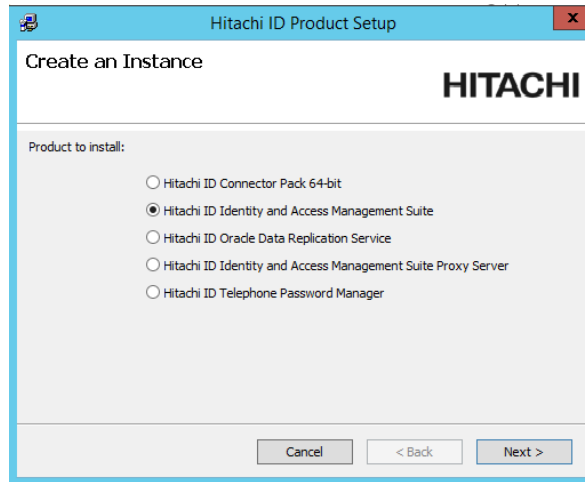 Hitachi ID Product Setup
x
Create an Instance
HITACHI
Product to install:
Hitachi ID Connector Pack 64-bit
Hitachi ID Identity and Access Management Suite
Hitachi ID Oracle Data Replication Service
Hitachi ID Identity and Access Management Suite Proxy Server
Hitachi ID Telephone Password Manager
Cancel < Back Next >